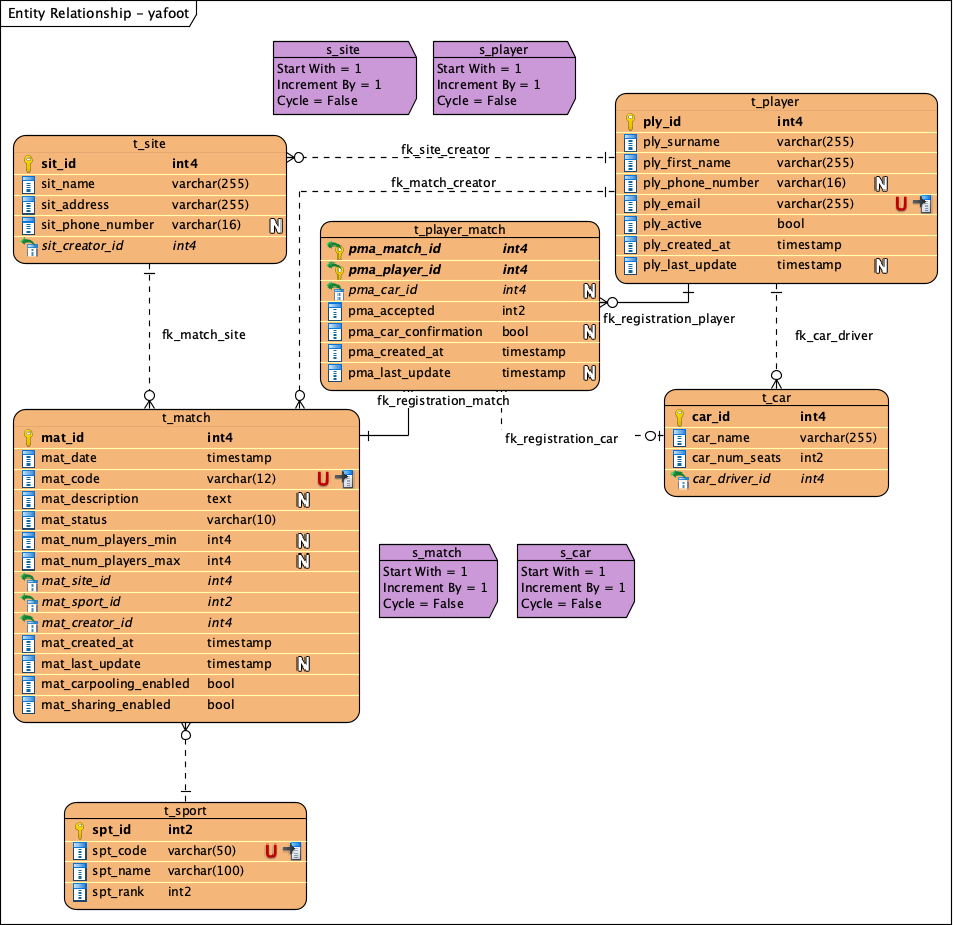 Entity Relationship - yafoot
s_site
Start With = 1
Increment By = 1
Cycle = False
s_player
Start With = 1
Increment By = 1
Cycle = False
t_player
ply_id int4
ply_surname varchar(255)
ply_first_name varchar(255)
ply_phone_number varchar(16) N
ply_email varchar(255) U
ply_active bool
ply_created_at timestamp
ply_last_update timestamp N
t_site
sit_id int4
sit_name varchar(255)
sit_address varchar(255)
sit_phone_number varchar(16) N
sit_creator_id int4
fk_site_creator
fk_match_creator
t_player_match
pma_match_id int4
pma_player_id int4
pma_car_id int4 N
pma_accepted int2
pma_car_confirmation bool N
pma_created_at timestamp
pma_last_update timestamp N
fk_registration_player
fk_match_site
fk_car_driver
fk_registration_match
fk_registration_car
t_car
car_id int4
car_name varchar(255)
car_num_seats int2
car_driver_id int4
t_match
mat_id int4
mat_date timestamp
mat_code varchar(12) U
mat_description text N
mat_status varchar(10)
mat_num_players_min int4 N
mat_num_players_max int4 N
mat_site_id int4
mat_sport_id int2
mat_creator_id int4
mat_created_at timestamp
mat_last_update timestamp N
mat_carpooling_enabled bool
mat_sharing_enabled bool
s_match
Start With = 1
Increment By = 1
Cycle = False
s_car
Start With = 1
Increment By = 1
Cycle = False
t_sport
spt_id int2
spt_code varchar(50) U
spt_name varchar(100)
spt_rank int2